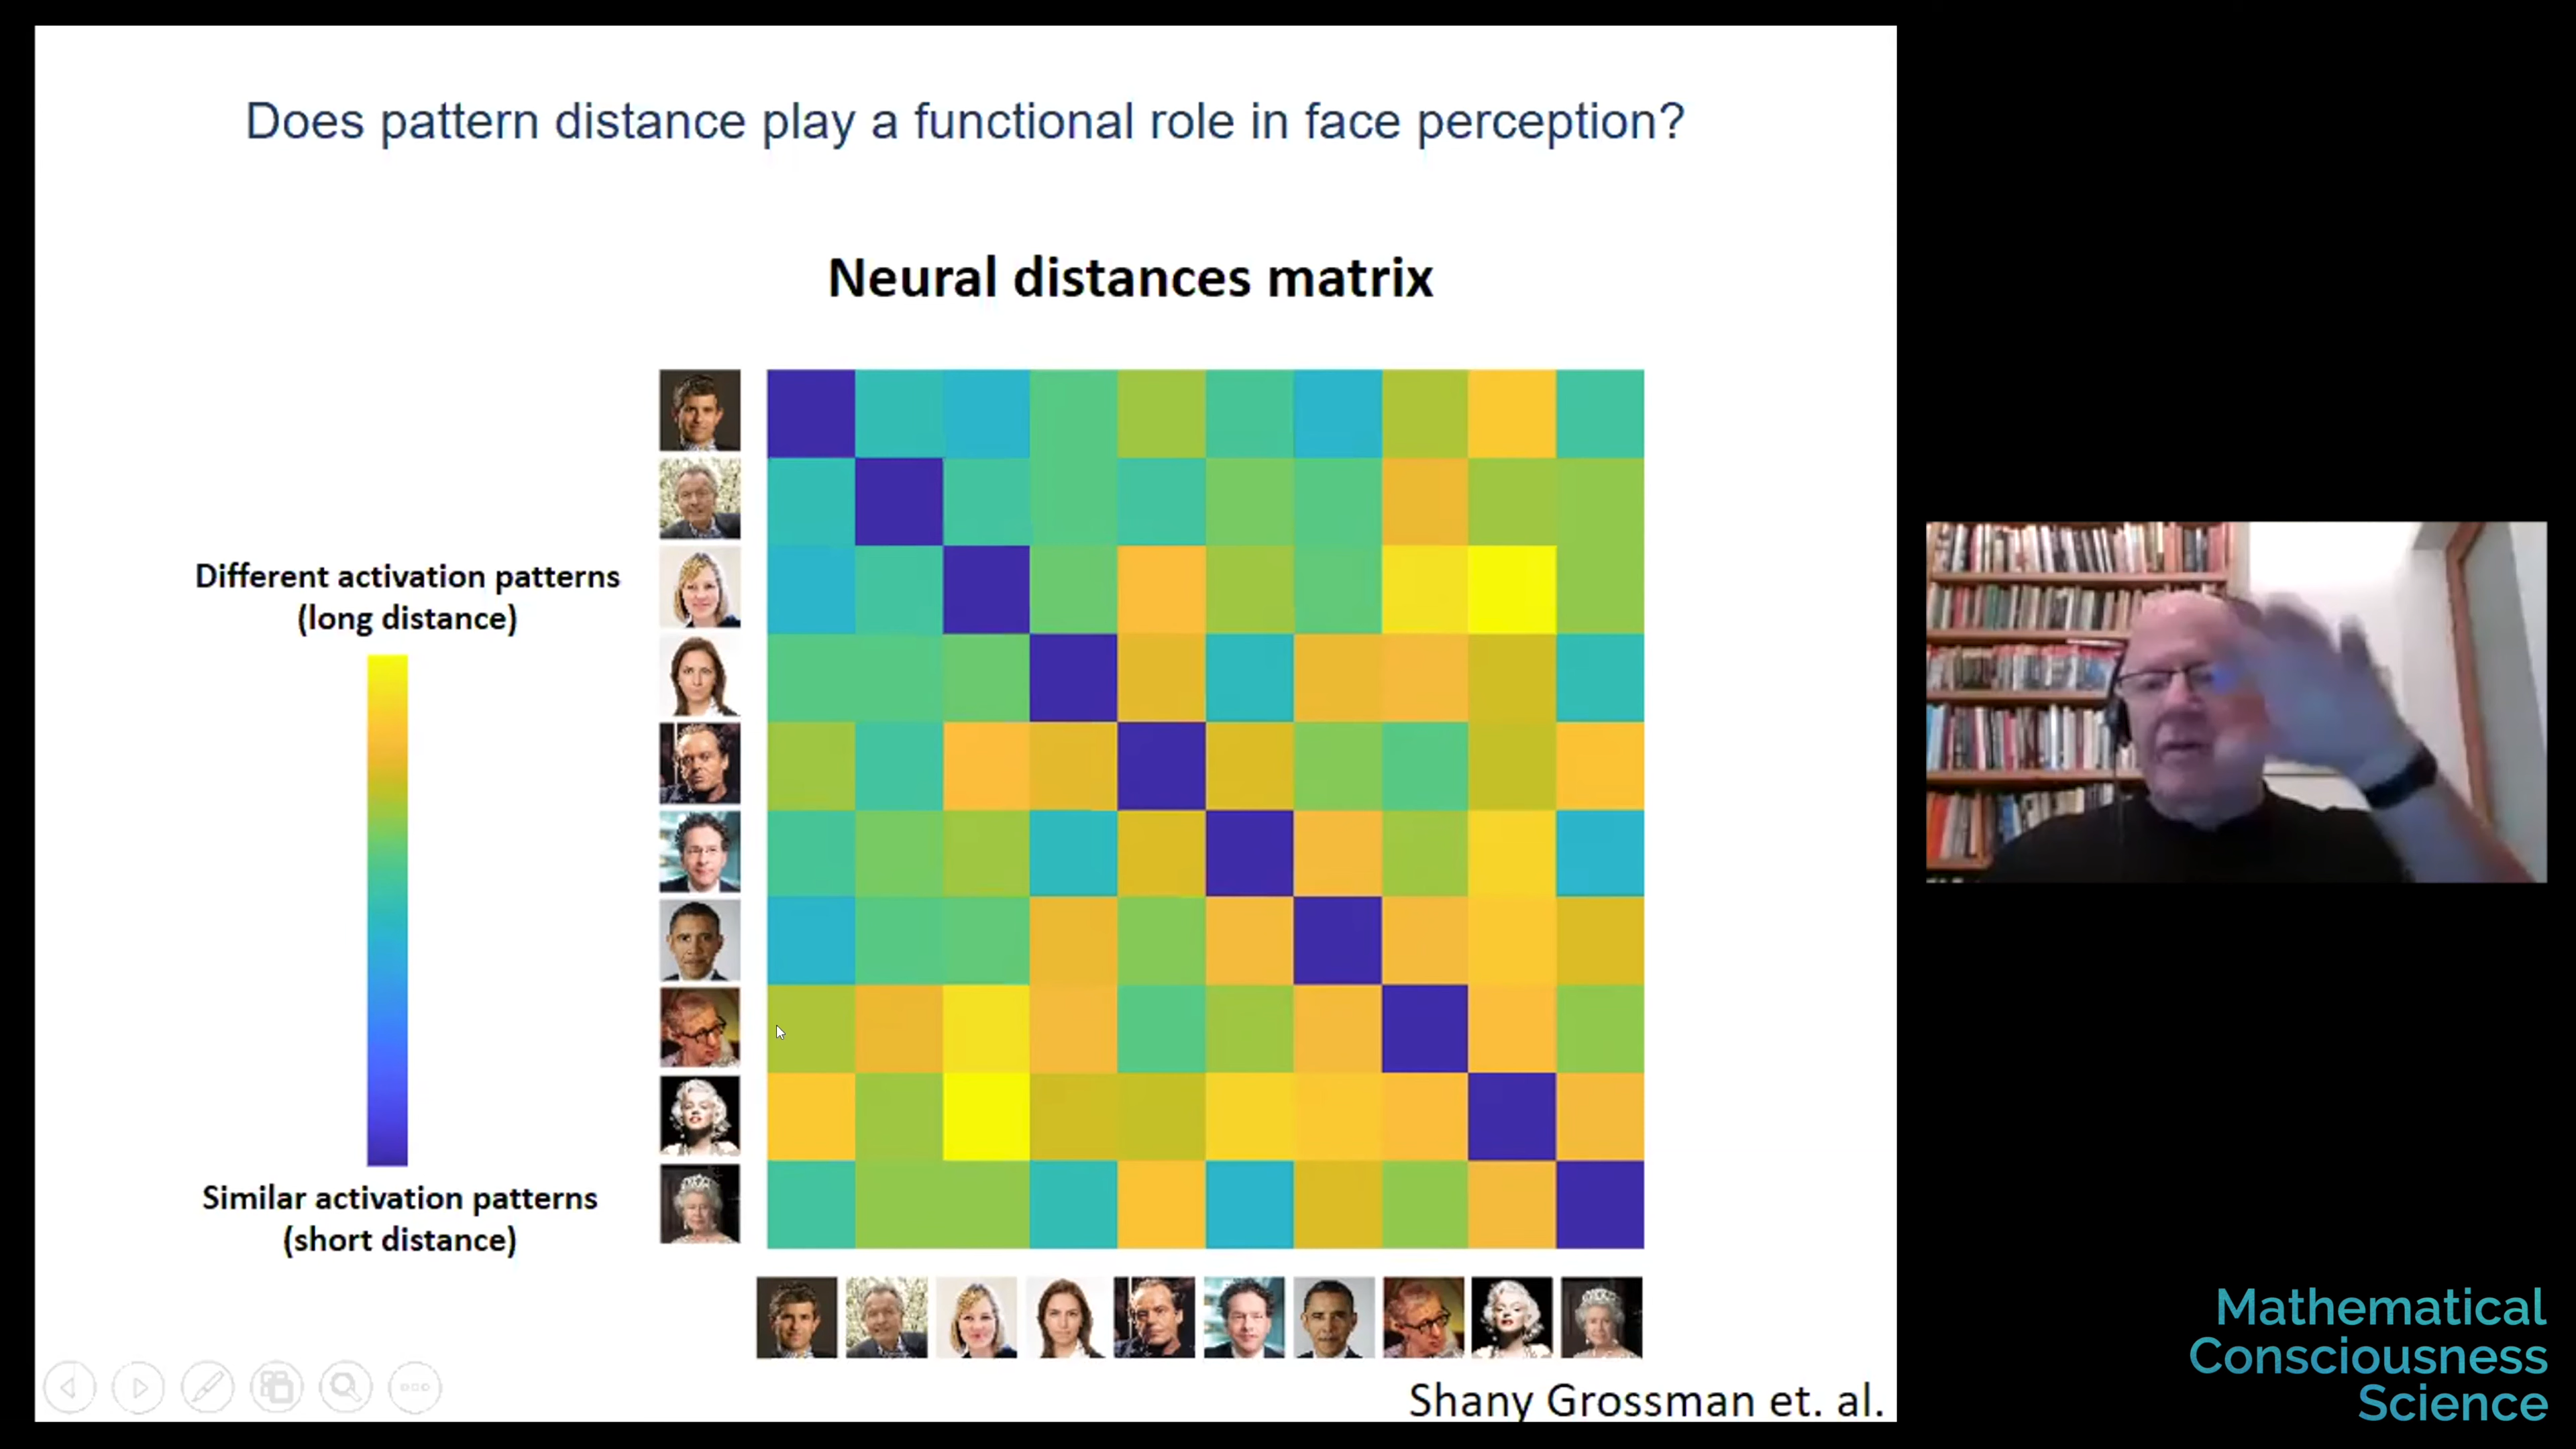 Does pattern distance play a functional role in face perception?
Neural distances matrix
Different activation patterns
(long distance)
Similar activation patterns
(short distance)
Shany Grossman et. al.
Mathematical
Consciousness
Science